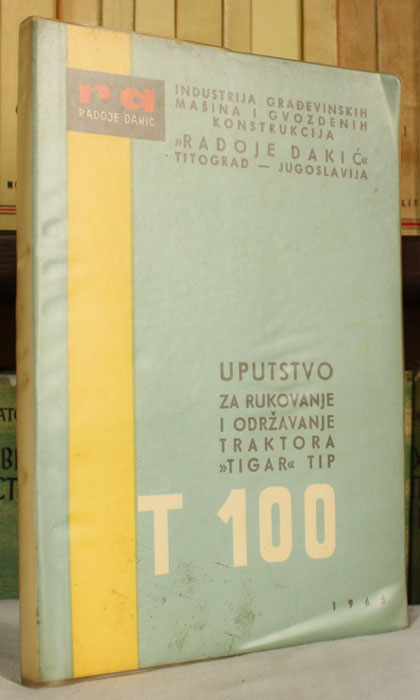 rd
RADOJE DAKIĆ
INDUSTRIJA GRAĐEVINSKIH
MAŠINA I GVOZDENIH
KONSTRUKCIJA
»RADOJE DAKIĆ«
TITOGRAD — JUGOSLAVIJA
UPUTSTVO
ZA RUKOVANJE
I ODRŽAVANJE
TRAKTORA
»TIGAR« TIP
T 100
1965